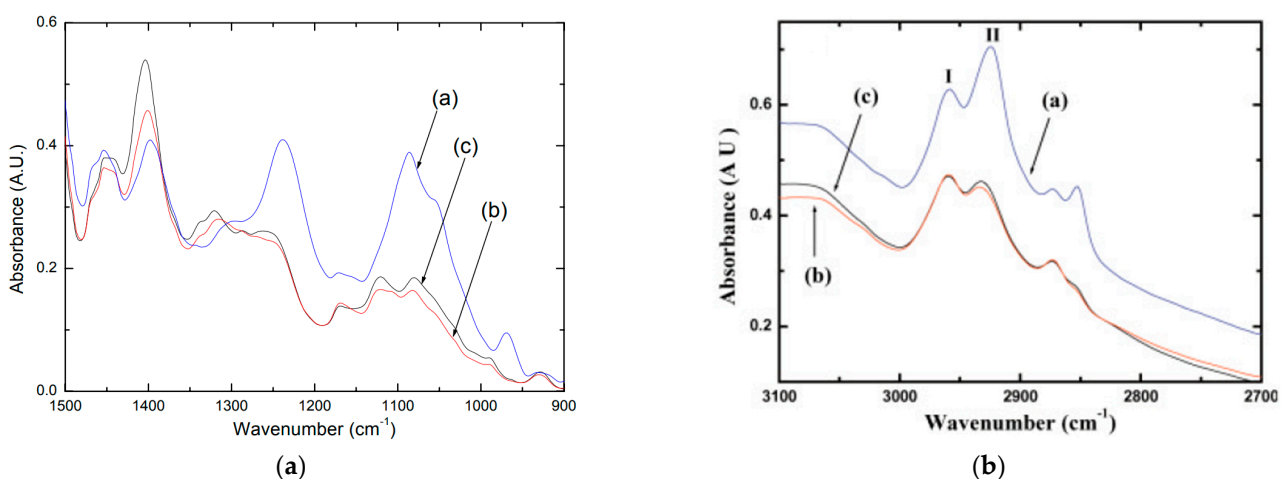 0.6
0.4
0.2
0.0
Absorbance (A.U.)
(a)
(c)
(b)
1500
1400
1300
1200
1100
1000
900
Wavenumber (cm⁻¹)
(a)
0.6
0.4
0.2
Absorbance (A U )
I
II
(c)
(a)
(b)
3100
3000
2900
2800
2700
Wavenumber (cm⁻¹)
(b)